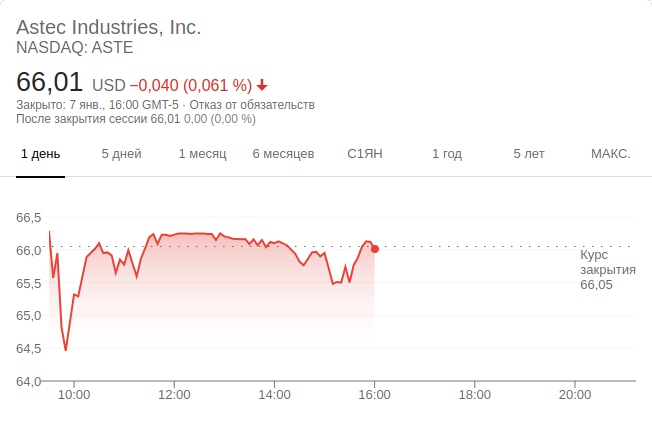 Astec Industries, Inc.
NASDAQ: ASTE
66,01 USD −0,040 (0,061 %)
Закрыто: 7 янв., 16:00 GMT-5 · Отказ от обязательств
После закрытия сессии 66,01 0,00 (0,00 %)
1 день 5 дней 1 месяц 6 месяцев С1ЯН 1 год 5 лет МАКС.
66,5
66,0
65,5
65,0
64,5
64,0
Курс
закрытия
66,05
10:00 12:00 14:00 16:00 18:00 20:00